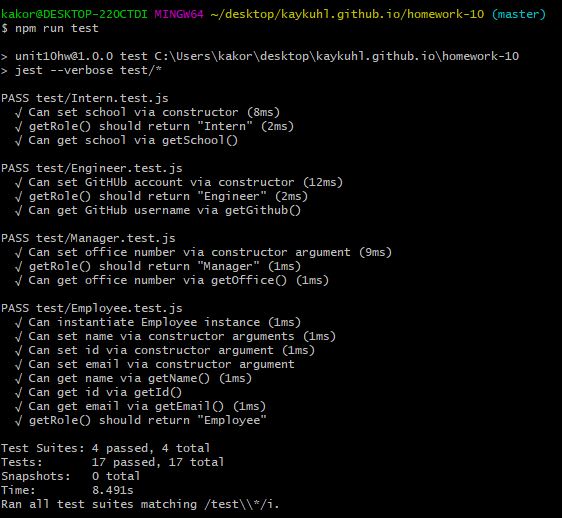 kakor@DESKTOP-22OCTDI MINGW64 ~/desktop/kaykuhl.github.io/homework-10 (master)
$ npm run test
> unit10hw@1.0.0 test C:\Users\kakor\desktop\kaykuhl.github.io\homework-10
> jest --verbose test/*
PASS test/Intern.test.js
√ Can set school via constructor (8ms)
√ getRole() should return "Intern" (2ms)
√ Can get school via getSchool()
PASS test/Engineer.test.js
√ Can set GitHUb account via constructor (12ms)
√ getRole() should return "Engineer" (2ms)
√ Can get GitHub username via getGithub()
PASS test/Manager.test.js
√ Can set office number via constructor argument (9ms)
√ getRole() should return "Manager" (1ms)
√ Can get office number via getOffice() (1ms)
PASS test/Employee.test.js
√ Can instantiate Employee instance (1ms)
√ Can set name via constructor arguments (1ms)
√ Can set id via constructor argument (1ms)
√ Can set email via constructor argument
√ Can get name via getName() (1ms)
√ Can get id via getId()
√ Can get email via getEmail() (1ms)
√ getRole() should return "Employee"
Test Suites: 4 passed, 4 total
Tests:       17 passed, 17 total
Snapshots:   0 total
Time:        8.491s
Ran all test suites matching /test\\*/i.